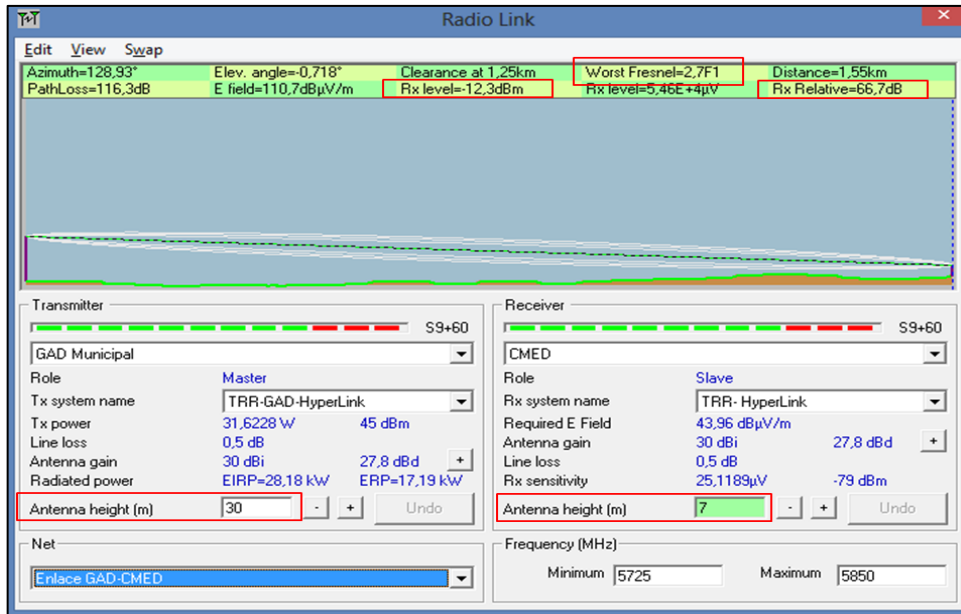 Radio Link
Edit View Swap
Azimuth=128,93° Elev. angle=-0,718° Clearance at 1,25km Worst Fresnel=2,7F1 Distance=1,55km
PathLoss=116,3dB E field=110,7dBµV/m Rx level=-12,3dBm Rx level=5,46E+4µV Rx Relative=66,7dB
Transmitter
S9+60
GAD Municipal
Role Master
Tx system name TRR-GAD-HyperLink
Tx power 31,6228 W 45 dBm
Line loss 0,5 dB
Antenna gain 30 dBi 27,8 dBd +
Radiated power EIRP=28,18 kW ERP=17,19 kW
Antenna height (m) 30 - + Undo
Receiver
S9+60
CMED
Role Slave
Rx system name TRR- HyperLink
Required E Field 43,96 dBµV/m
Antenna gain 30 dBi 27,8 dBd +
Line loss 0,5 dB
Rx sensitivity 25,1189µV -79 dBm
Antenna height (m) 7 - + Undo
Net
Enlace GAD-CMED
Frequency (MHz)
Minimum 5725 Maximum 5850